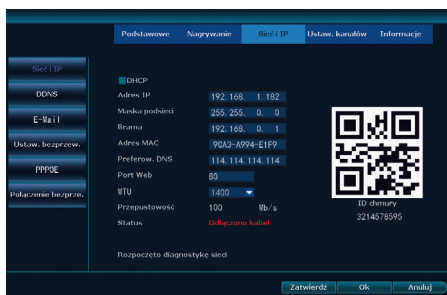 Podstawowe Nagrywanie Sieć i IP Ustaw. kanałów Informacje
Sieć i IP
DDNS
E-Mail
Ustaw. bezprzew.
PPPOE
Połączenie bezprze.
DHCP
Adres IP 192.168. 1.182
Maska podsieci 255.255. 0. 0
Brama 192.168. 0. 1
Adres MAC 9CA3-A994-E1F9
Preferow. DNS 114.114.114.114
Port Web 80
MTU 1400
Przepustowość 100 Mb/s
Status Odłączono kabel
Rozpoczęto diagnostykę sieci
ID chmury
3214578595
Zatwierdź Ok Anuluj